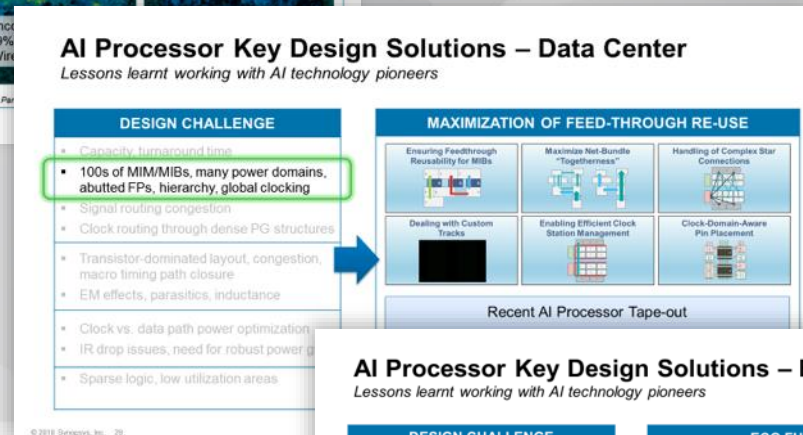 AI Processor Key Design Solutions – Data Center
Lessons learnt working with AI technology pioneers
DESIGN CHALLENGE
Capacity, turnaround time
100s of MIM/MIBs, many power domains,
abutted FPs, hierarchy, global clocking
Signal routing congestion
Clock routing through dense PG structures
Transistor-dominated layout, congestion,
macro timing path closure
EM effects, parasitics, inductance
Clock vs. data path power optimization
IR drop issues, need for robust power
Sparse logic, low utilization areas
MAXIMIZATION OF FEED-THROUGH RE-USE
Ensuring Feedthrough
Reusability for MIBs
Maximize Net-Bundle
"Togetherness"
Handling of Complex Star
Connections
Dealing with Custom
Tracks
Enabling Efficient Clock
Station Management
Clock-Domain-Aware
Pin Placement
Recent AI Processor Tape-out
© 2018 Synopsys, Inc. 29
AI Processor Key Design Solutions –
Lessons learnt working with AI technology pioneers